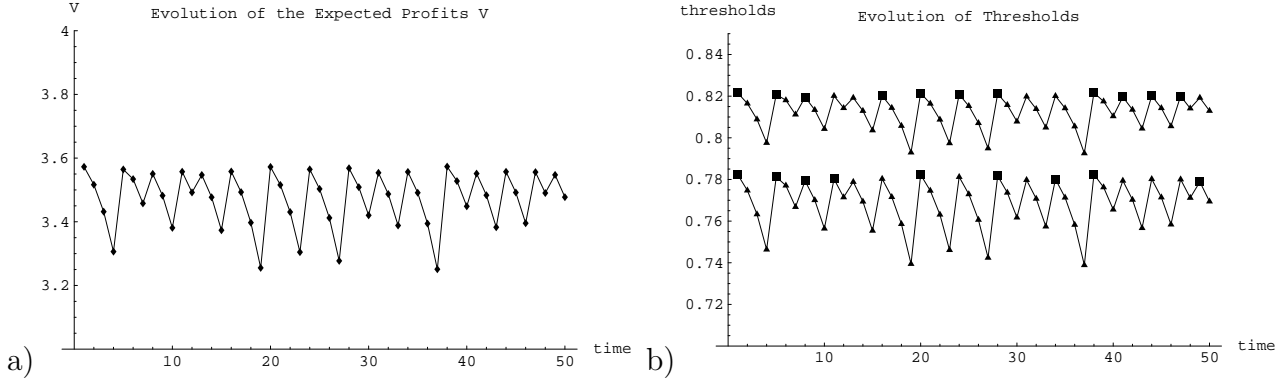 Evolution of the Expected Profits V
V
4
3.8
3.6
3.4
3.2
10 20 30 40 50
time
a)
Evolution of Thresholds
thresholds
0.84
0.82
0.8
0.78
0.76
0.74
0.72
10 20 30 40 50
time
b)